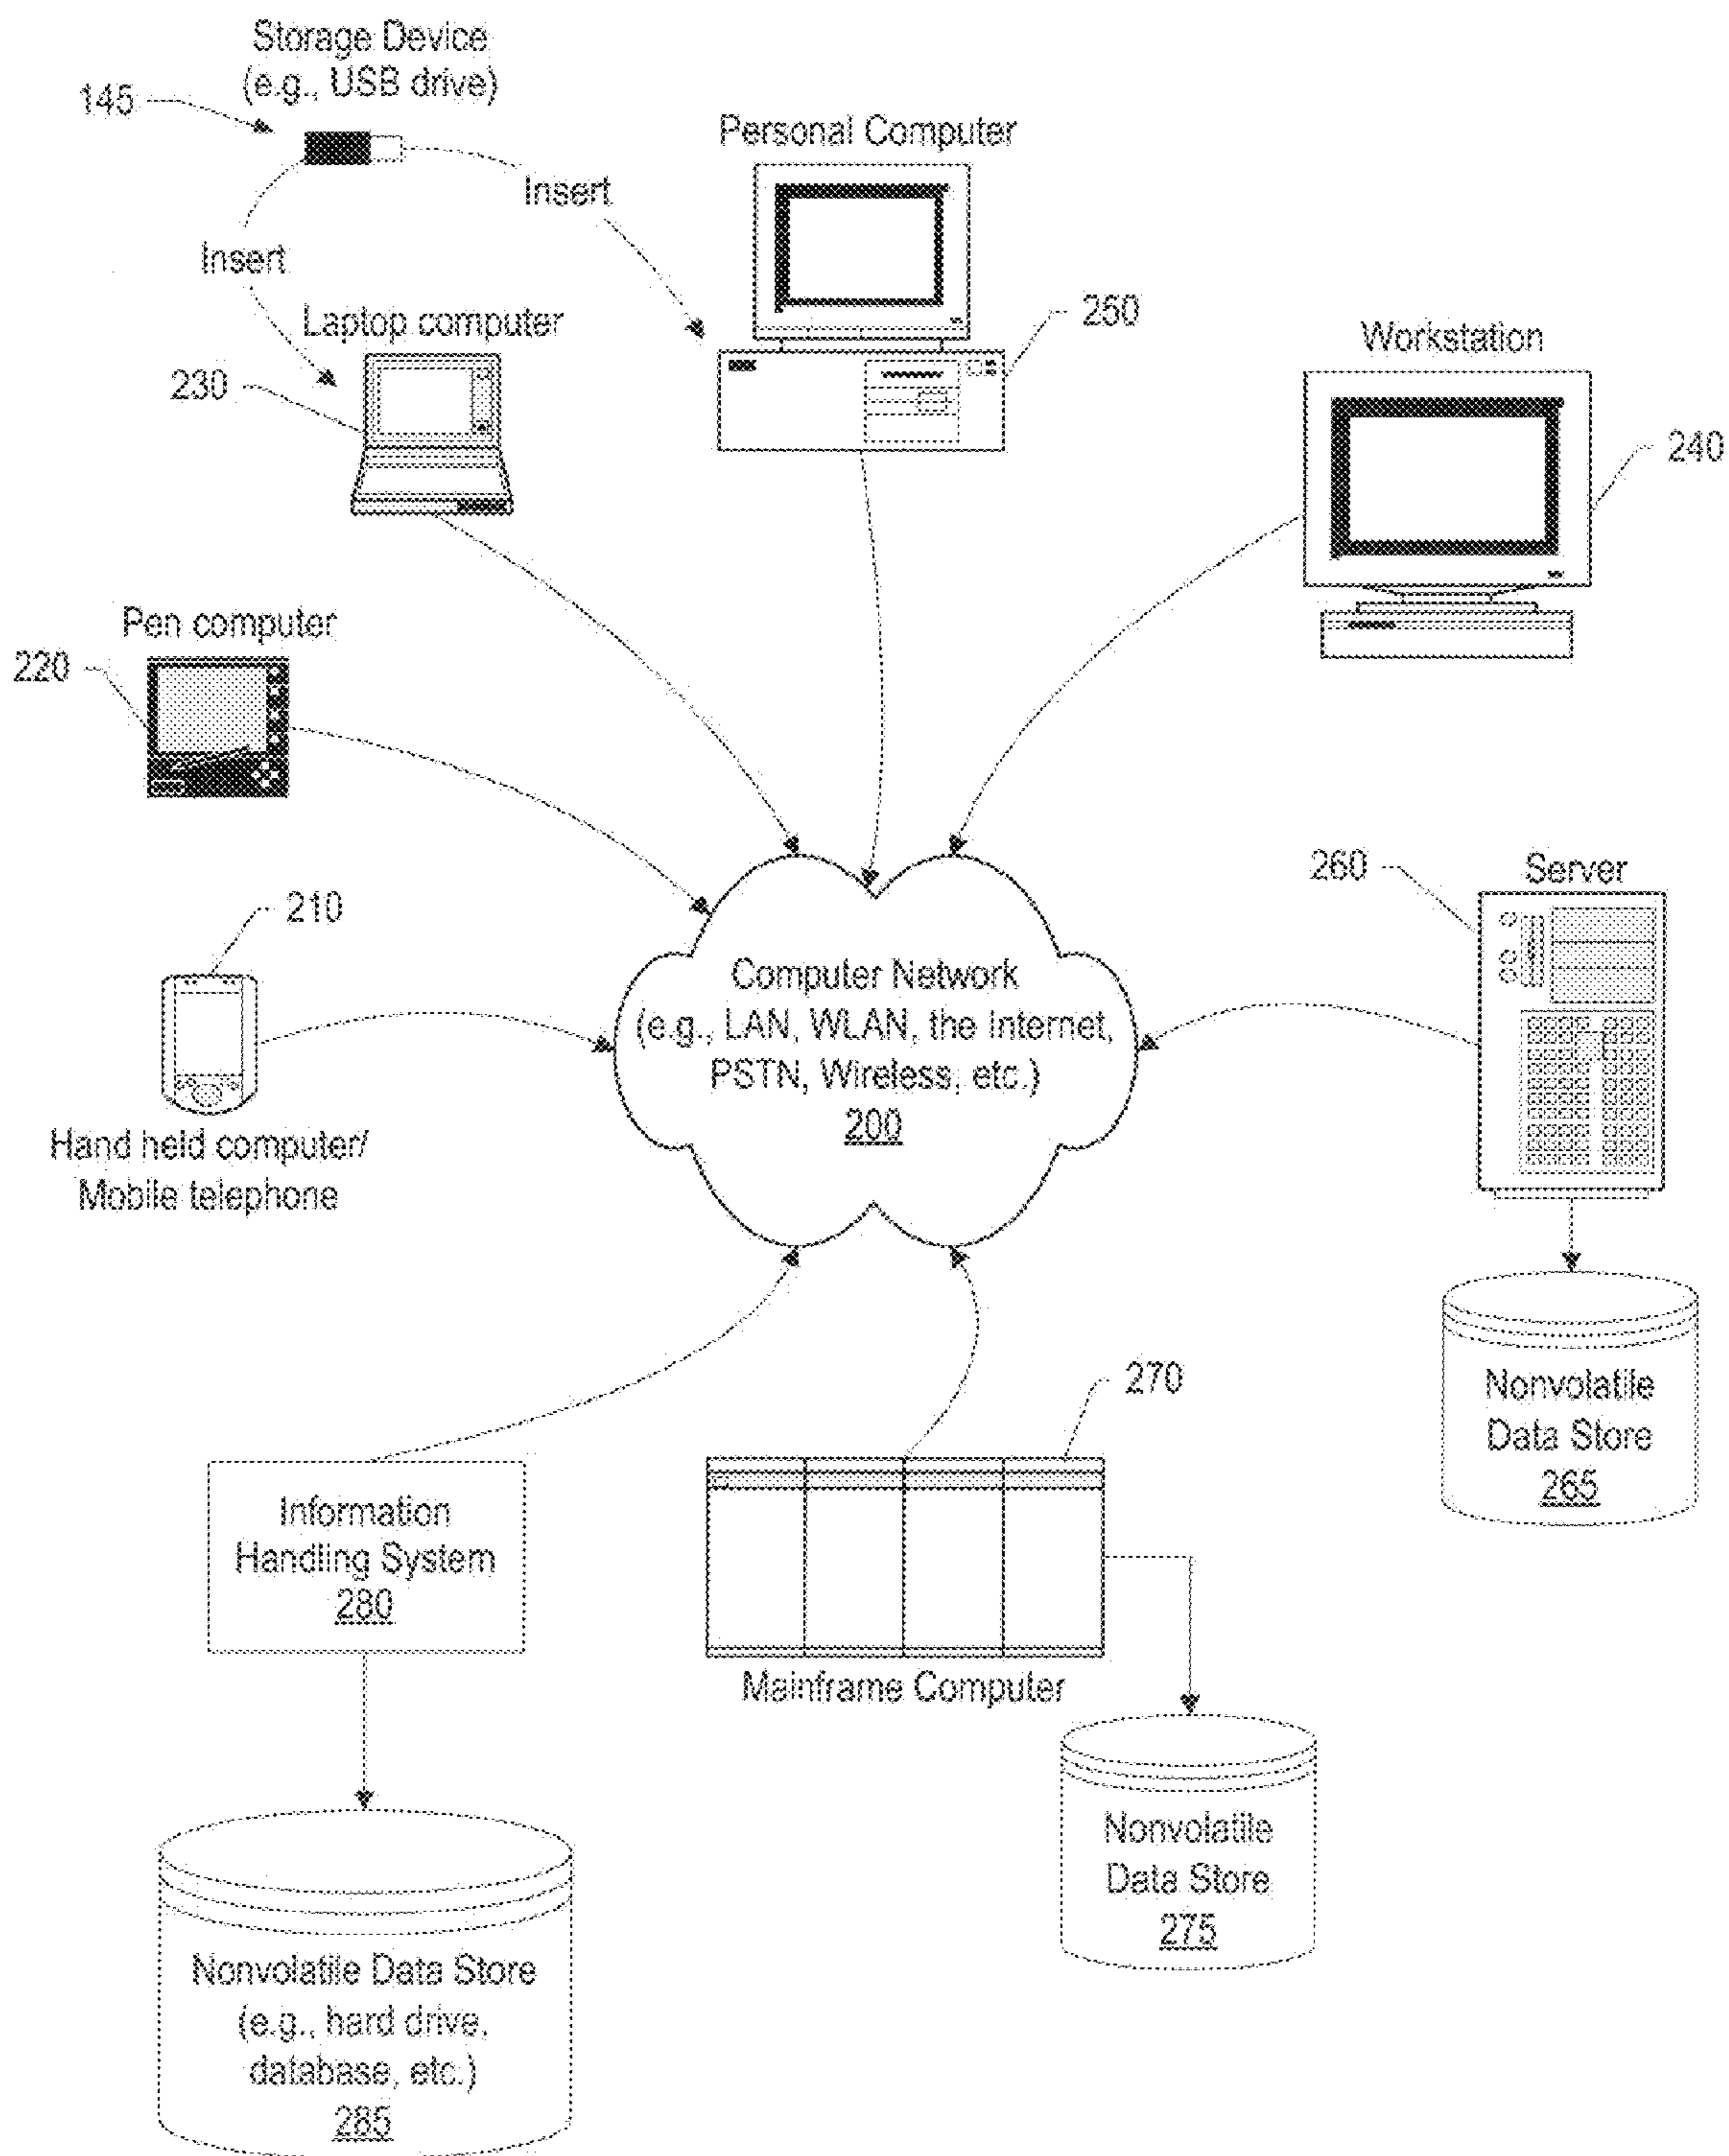 Storage Device
(e.g., USB drive)
145
Personal Computer
Insert
Insert
Laptop computer
250
Workstation
230
240
Pen computer
220
260
Server
210
Computer Network
(e.g., LAN, WLAN, the Internet,
PSTN, Wireless, etc.)
200
Hand held computer/
Mobile telephone
270
Nonvolatile
Data Store
265
Information
Handling System
280
Mainframe Computer
Nonvolatile
Data Store
275
Nonvolatile Data Store
(e.g., hard drive,
database, etc.)
285